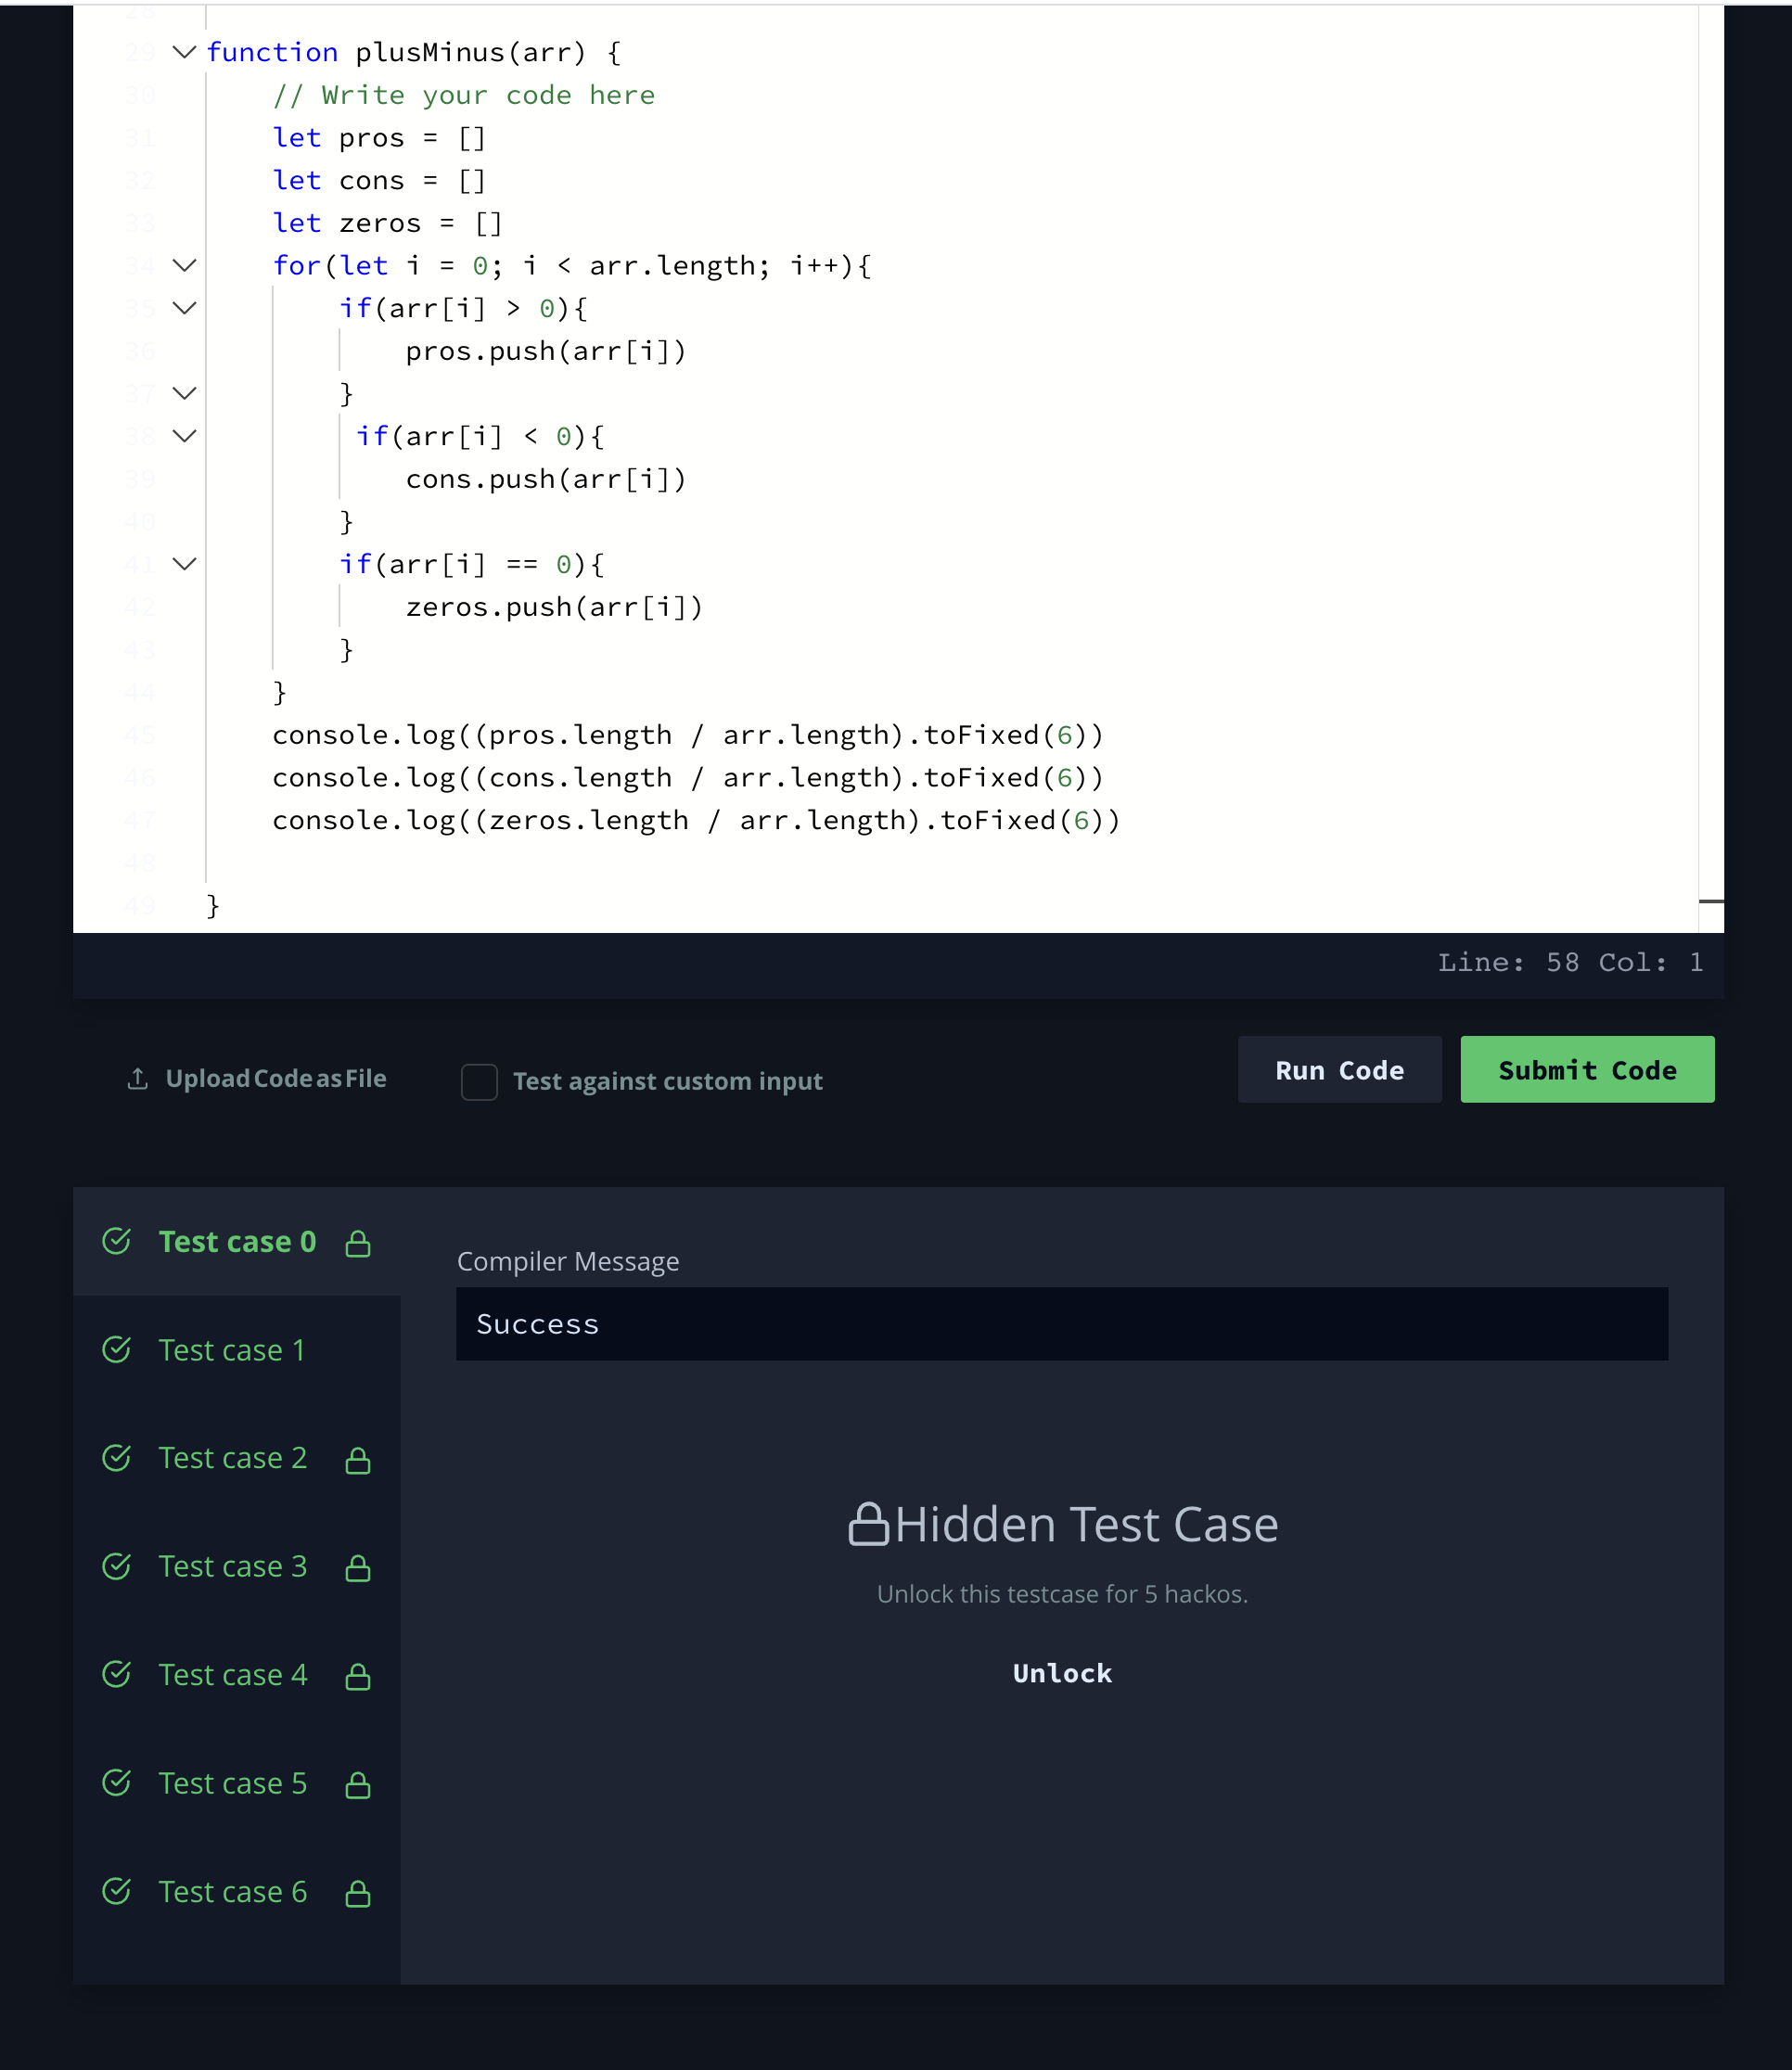 28
29 function plusMinus(arr) {
30 // Write your code here
31 let pros = []
32 let cons = []
33 let zeros = []
34 for(let i = 0; i < arr.length; i++){
35 if(arr[i] > 0){
36 pros.push(arr[i])
37 }
38 if(arr[i] < 0){
39 cons.push(arr[i])
40 }
41 if(arr[i] == 0){
42 zeros.push(arr[i])
43 }
44 }
45 console.log((pros.length / arr.length).toFixed(6))
46 console.log((cons.length / arr.length).toFixed(6))
47 console.log((zeros.length / arr.length).toFixed(6))
48
49 }
Line: 58 Col: 1
Upload Code as File
Test against custom input
Run Code
Submit Code
Test case 0
Test case 1
Test case 2
Test case 3
Test case 4
Test case 5
Test case 6
Compiler Message
Success
Hidden Test Case
Unlock this testcase for 5 hackos.
Unlock